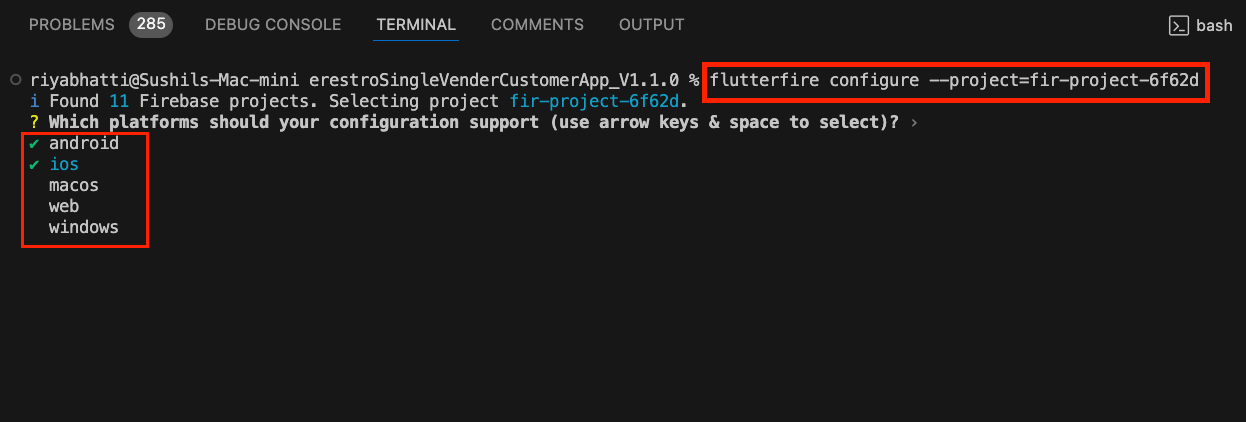 PROBLEMS 285 DEBUG CONSOLE TERMINAL COMMENTS OUTPUT bash
riyabhatti@Sushils-Mac-mini erestroSingleVenderCustomerApp_V1.1.0 % flutterfire configure --project=fir-project-6f62d
i Found 11 Firebase projects. Selecting project fir-project-6f62d.
? Which platforms should your configuration support (use arrow keys & space to select)? ›
✔ android
✔ ios
macos
web
windows